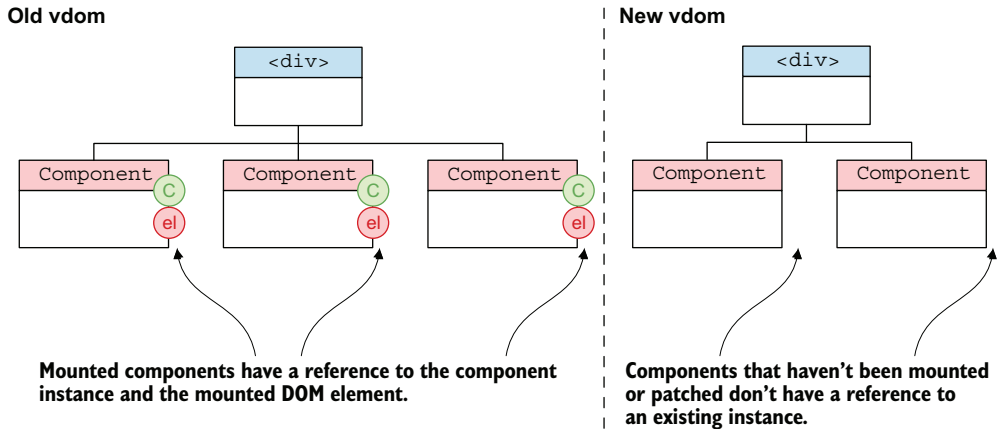 Old vdom
New vdom
<div>
<div>
Component
Component
Component
Component
Component
C
C
C
el
el
el
Mounted components have a reference to the component
instance and the mounted DOM element.
Components that haven’t been mounted
or patched don’t have a reference to
an existing instance.